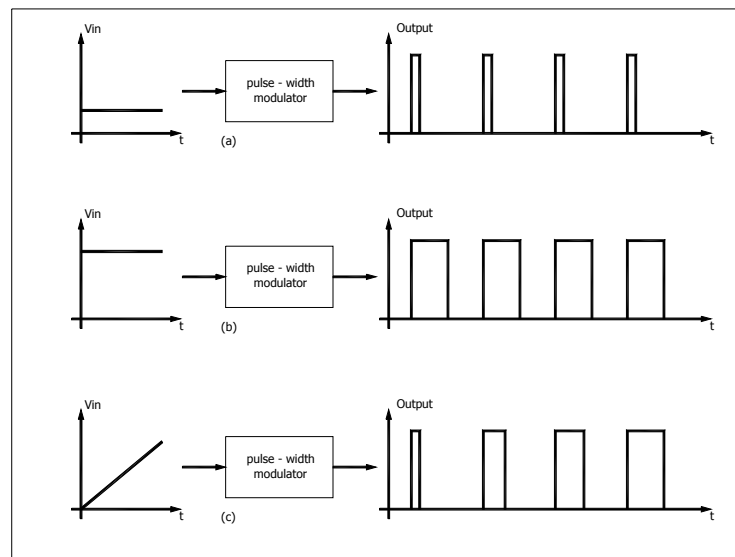 Vin
Output
pulse - width
modulator
t
(a)
t
Vin
Output
pulse - width
modulator
t
(b)
t
Vin
Output
pulse - width
modulator
t
(c)
t